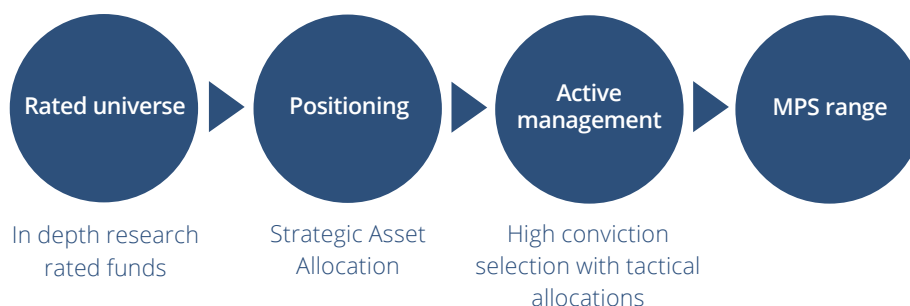 Rated universe
Positioning
Active
management
MPS range
In depth research
rated funds
Strategic Asset
Allocation
High conviction
selection with tactical
allocations